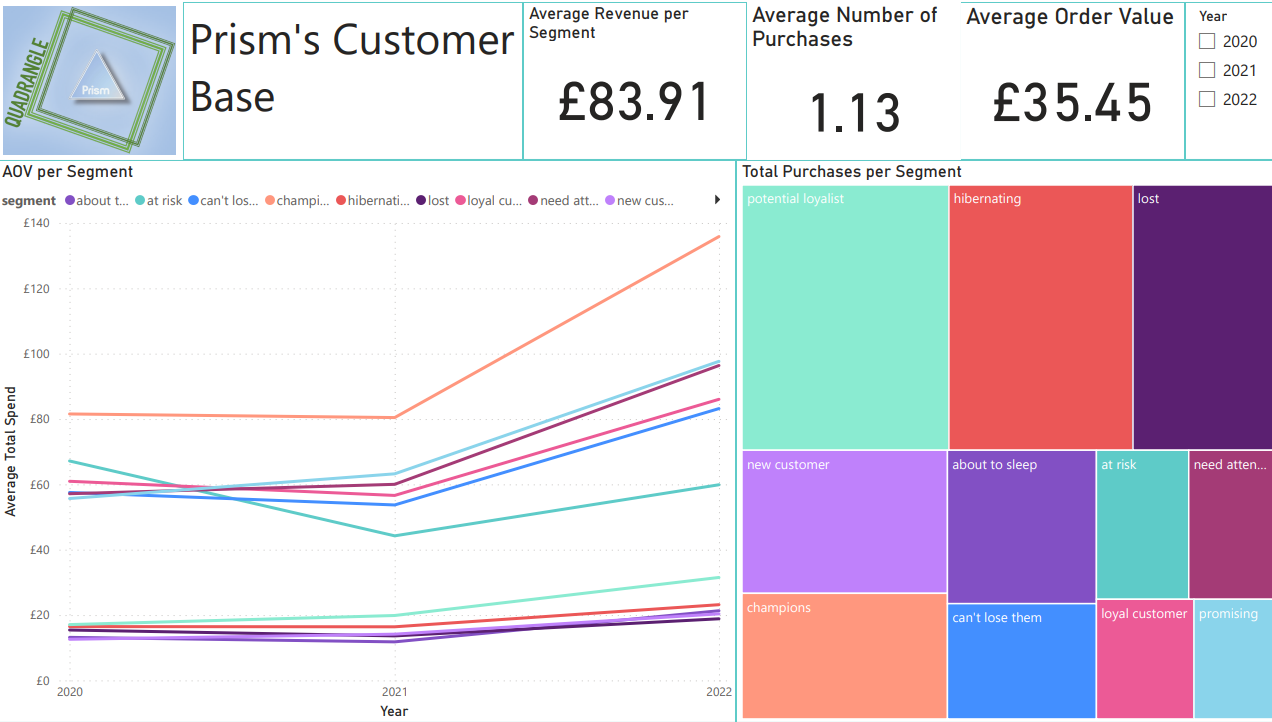 QUADRANGLE
Prism
Prism's Customer
Base
Average Revenue per
Segment
£83.91
Average Number of
Purchases
1.13
Average Order Value
£35.45
Year
2020
2021
2022
AOV per Segment
segment about t... at risk can't los... champi... hibernati... lost loyal cu... need att... new cus...
£140
£120
£100
£80
£60
£40
£20
£0
Average Total Spend
2020 2021 2022
Year
Total Purchases per Segment
potential loyalist
hibernating
lost
new customer
about to sleep
at risk
need atten...
champions
can't lose them
loyal customer
promising